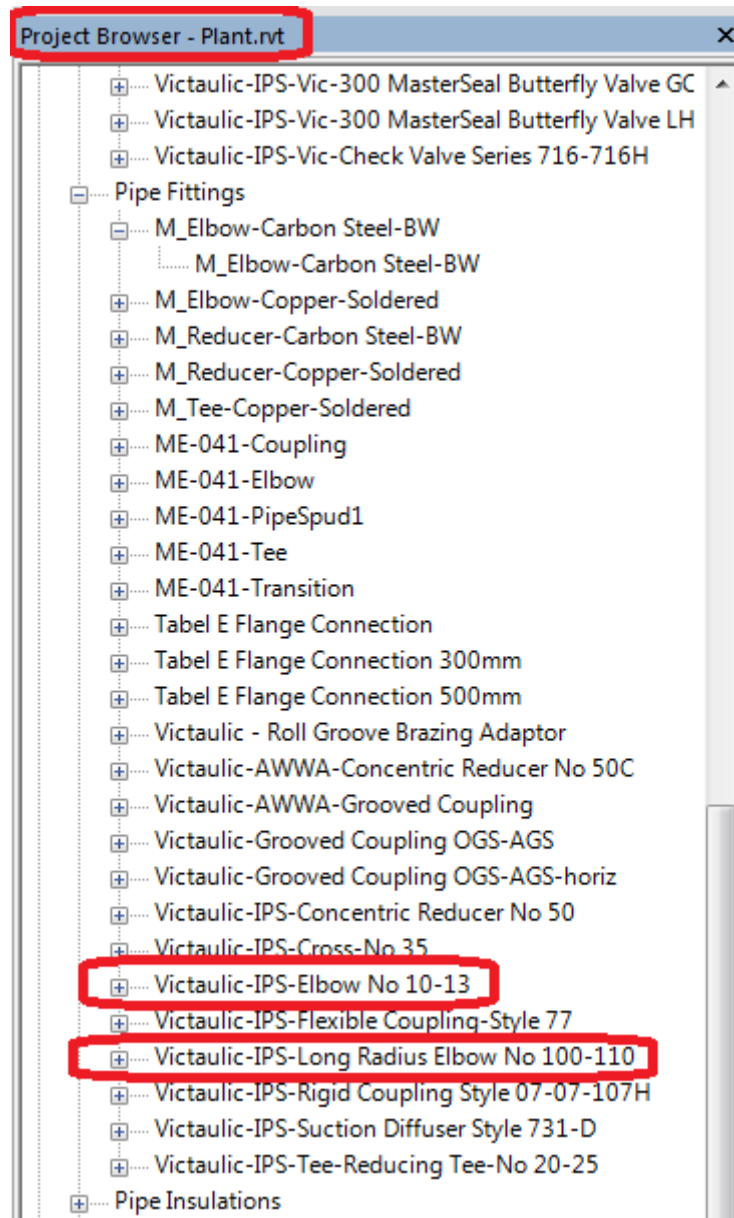 Project Browser - Plant.rvt
Victaulic-IPS-Vic-300 MasterSeal Butterfly Valve GC
Victaulic-IPS-Vic-300 MasterSeal Butterfly Valve LH
Victaulic-IPS-Vic-Check Valve Series 716-716H
Pipe Fittings
M_Elbow-Carbon Steel-BW
M_Elbow-Carbon Steel-BW
M_Elbow-Copper-Soldered
M_Reducer-Carbon Steel-BW
M_Reducer-Copper-Soldered
M_Tee-Copper-Soldered
ME-041-Coupling
ME-041-Elbow
ME-041-PipeSpud1
ME-041-Tee
ME-041-Transition
Tabel E Flange Connection
Tabel E Flange Connection 300mm
Tabel E Flange Connection 500mm
Victaulic - Roll Groove Brazing Adaptor
Victaulic-AWWA-Concentric Reducer No 50C
Victaulic-AWWA-Grooved Coupling
Victaulic-Grooved Coupling OGS-AGS
Victaulic-Grooved Coupling OGS-AGS-horiz
Victaulic-IPS-Concentric Reducer No 50
Victaulic-IPS-Cross-No 35
Victaulic-IPS-Elbow No 10-13
Victaulic-IPS-Flexible Coupling-Style 77
Victaulic-IPS-Long Radius Elbow No 100-110
Victaulic-IPS-Rigid Coupling Style 07-07-107H
Victaulic-IPS-Suction Diffuser Style 731-D
Victaulic-IPS-Tee-Reducing Tee-No 20-25
Pipe Insulations